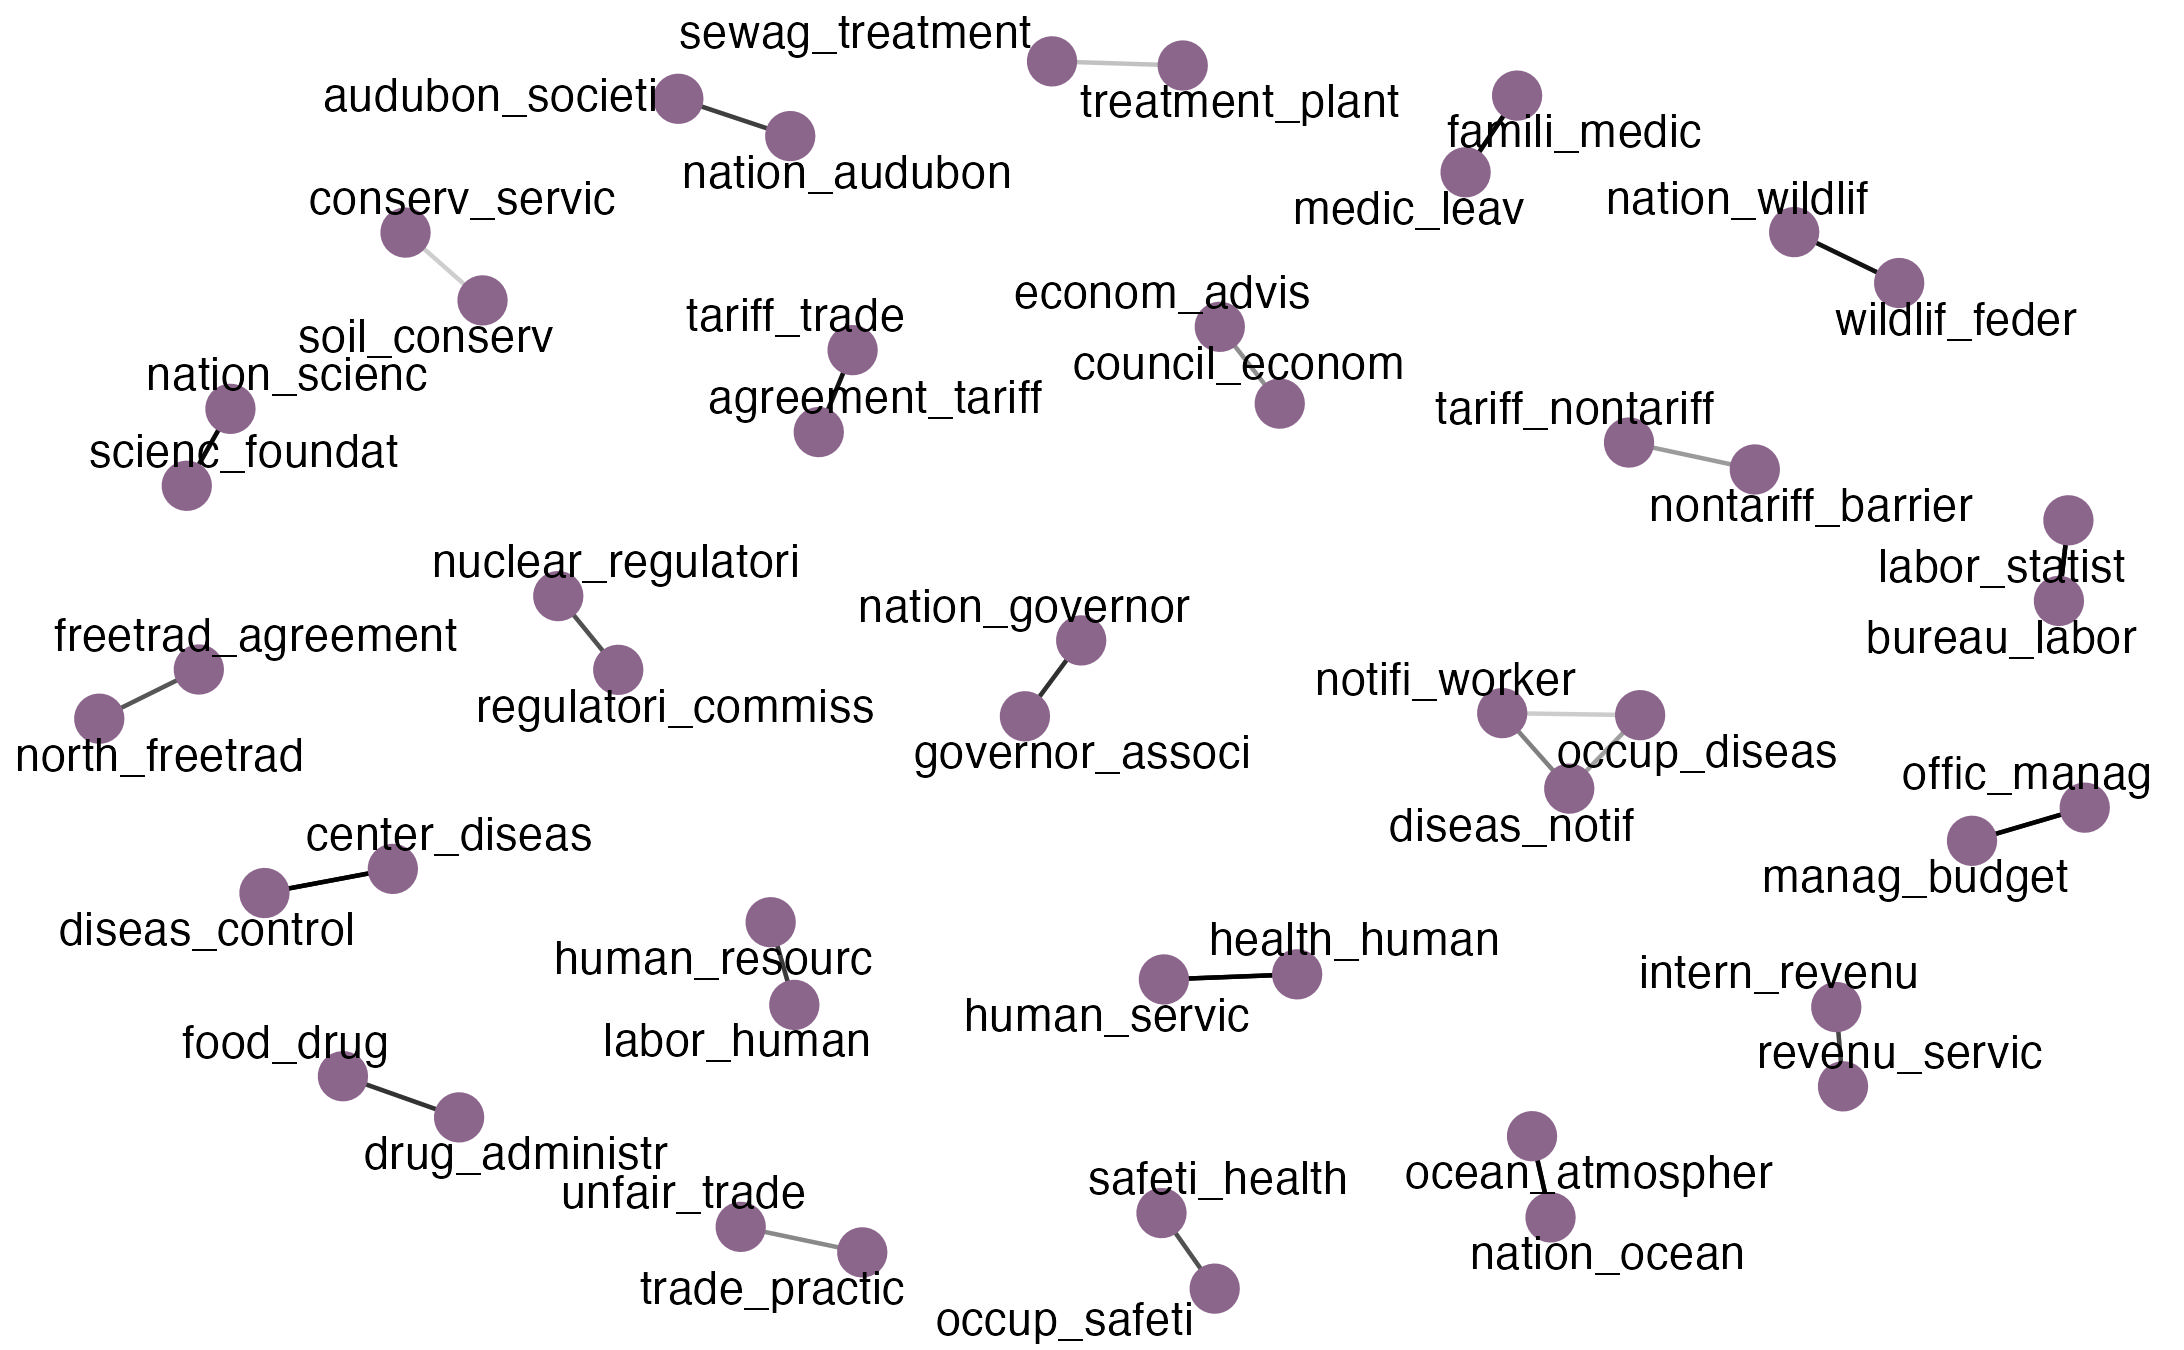 sewag_treatment
audubon_societi
treatment_plant
famili_medic
nation_audubon
conserv_servic
medic_leav
nation_wildlif
econom_advis
tariff_trade
wildlif_feder
soil_conserv
council_econom
nation_scienc
agreement_tariff
tariff_nontariff
scienc_foundat
nontariff_barrier
nuclear_regulatori
labor_statist
nation_governor
freetrad_agreement
bureau_labor
notifi_worker
regulatori_commiss
north_freetrad
governor_associ
occup_diseas
offic_manag
diseas_notif
center_diseas
manag_budget
diseas_control
health_human
human_resourc
intern_revenu
human_servic
food_drug
labor_human
revenu_servic
drug_administr
safeti_health
ocean_atmospher
unfair_trade
nation_ocean
trade_practic
occup_safeti